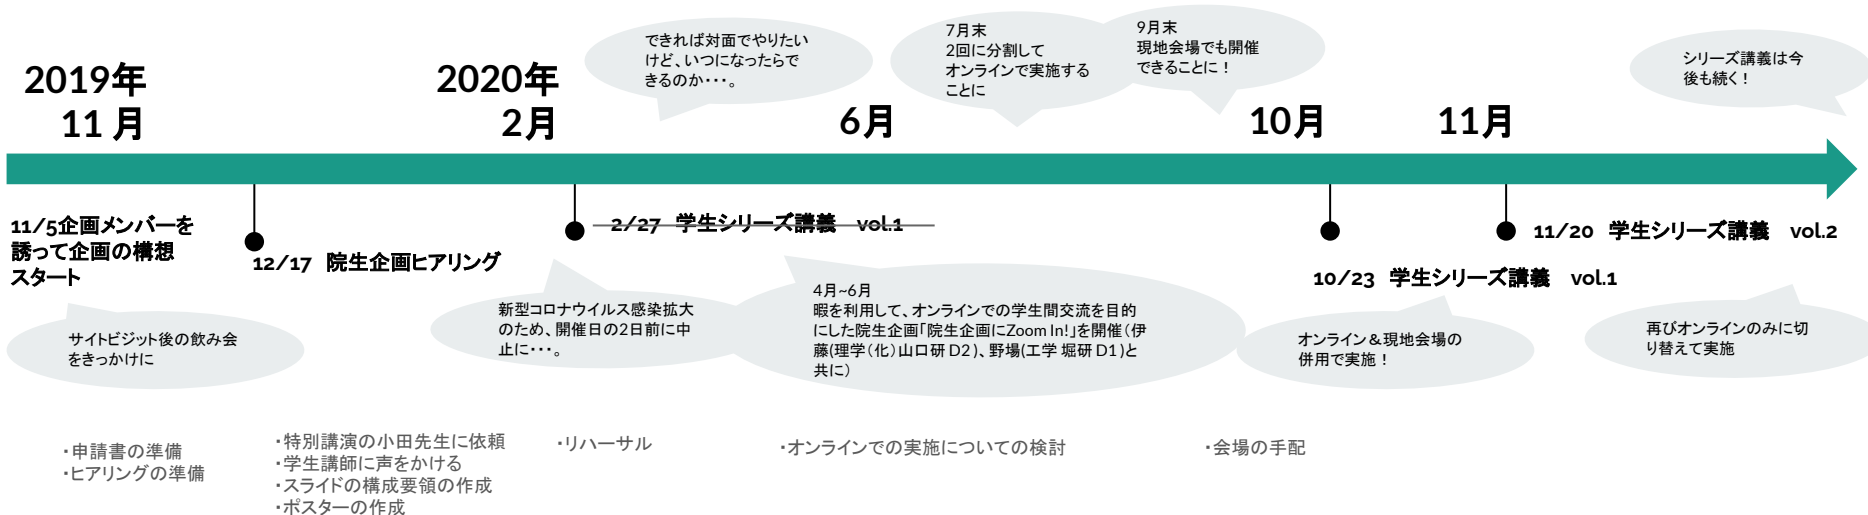 できれば対面でやりたい
けど、いつになったらで
きるのか・・・。
7月末
2回に分割して
オンラインで実施する
ことに
9月末
現地会場でも開催
できることに！
シリーズ講義は今
後も続く！
2019年
11 月
2020年
2月
6月
10月
11月
11/5企画メンバーを
誘って企画の構想
スタート
12/17 院生企画ヒアリング
2/27 学生シリーズ講義 vol.1
10/23 学生シリーズ講義 vol.1
11/20 学生シリーズ講義 vol.2
サイトビジット後の飲み会
をきっかけに
新型コロナウイルス感染拡大
のため、開催日の2日前に中
止に・・・。
4月~6月
暇を利用して、オンラインでの学生間交流を目的
にした院生企画「院生企画にZoom In!」を開催（伊
藤(理学（化）山口研 D2 )、野場(工学 堀研 D1 )と
共に）
オンライン＆現地会場の
併用で実施！
再びオンラインのみに切
り替えて実施
・申請書の準備
・ヒアリングの準備
・特別講演の小田先生に依頼
・学生講師に声をかける
・スライドの構成要領の作成
・ポスターの作成
・リハーサル
・オンラインでの実施についての検討
・会場の手配